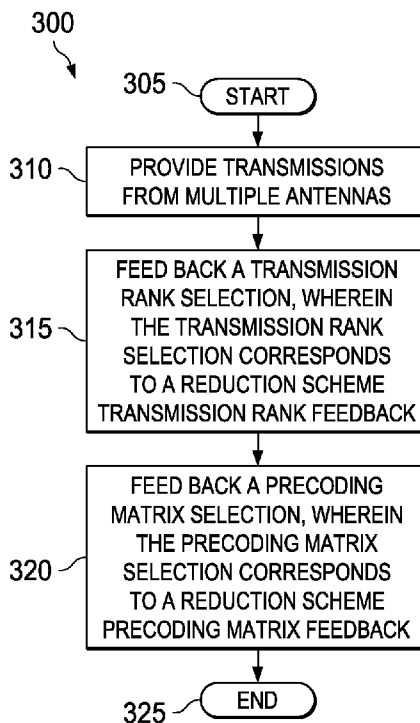 300
305
START
310
PROVIDE TRANSMISSIONS
FROM MULTIPLE ANTENNAS
315
FEED BACK A TRANSMISSION
RANK SELECTION, WHEREIN
THE TRANSMISSION RANK
SELECTION CORRESPONDS
TO A REDUCTION SCHEME
TRANSMISSION RANK FEEDBACK
320
FEED BACK A PRECODING
MATRIX SELECTION, WHEREIN
THE PRECODING MATRIX
SELECTION CORRESPONDS
TO A REDUCTION SCHEME
PRECODING MATRIX FEEDBACK
325
END